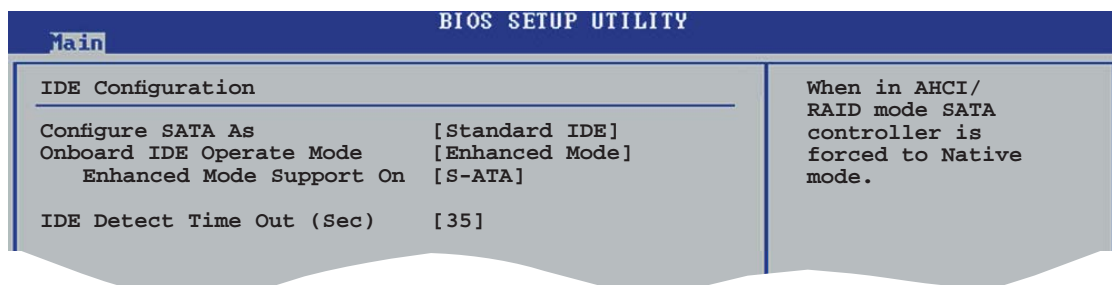 BIOS SETUP UTILITY
Main
IDE Configuration
Configure SATA As [Standard IDE]
Onboard IDE Operate Mode [Enhanced Mode]
Enhanced Mode Support On [S-ATA]
IDE Detect Time Out (Sec) [35]
When in AHCI/
RAID mode SATA
controller is
forced to Native
mode.